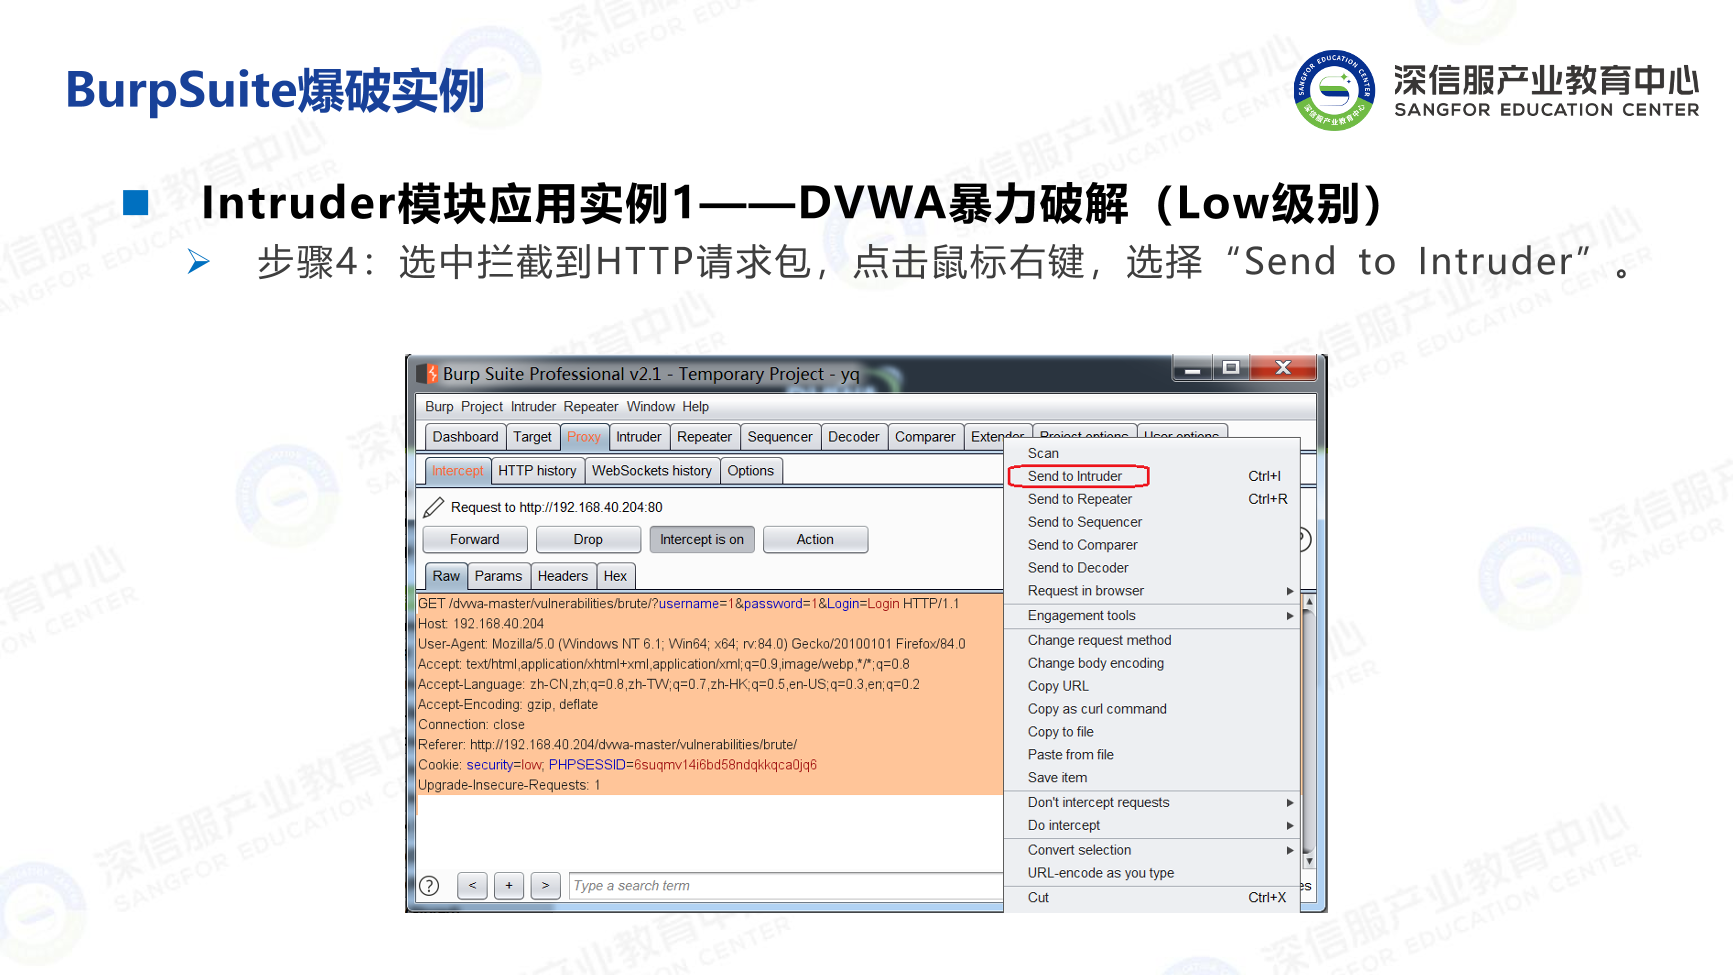 BurpSuite爆破实例
深信服产业教育中心
SANGFOR EDUCATION CENTER
Intruder模块应用实例1——DVWA暴力破解（Low级别）
步骤4：选中拦截到HTTP请求包，点击鼠标右键，选择“Send to Intruder”。
Burp Suite Professional v2.1 - Temporary Project - yq
Burp Project Intruder Repeater Window Help
Dashboard Target Proxy Intruder Repeater Sequencer Decoder Comparer Extender Project options User options
Intercept HTTP history WebSockets history Options
Request to http://192.168.40.204:80
Forward Drop Intercept is on Action
Raw Params Headers Hex
GET /dvwa-master/vulnerabilities/brute/?username=1&password=1&Login=Login HTTP/1.1
Host: 192.168.40.204
User-Agent: Mozilla/5.0 (Windows NT 6.1; Win64; x64; rv:84.0) Gecko/20100101 Firefox/84.0
Accept: text/html,application/xhtml+xml,application/xml;q=0.9,image/webp,*/*;q=0.8
Accept-Language: zh-CN,zh;q=0.8,zh-TW;q=0.7,zh-HK;q=0.5,en-US;q=0.3,en;q=0.2
Accept-Encoding: gzip, deflate
Connection: close
Referer: http://192.168.40.204/dvwa-master/vulnerabilities/brute/
Cookie: security=low; PHPSESSID=6suqmv14i6bd58ndqkkqca0jq6
Upgrade-Insecure-Requests: 1
? < + > Type a search term
Scan
Send to Intruder Ctrl+I
Send to Repeater Ctrl+R
Send to Sequencer
Send to Comparer
Send to Decoder
Request in browser
Engagement tools
Change request method
Change body encoding
Copy URL
Copy as curl command
Copy to file
Paste from file
Save item
Don't intercept requests
Do intercept
Convert selection
URL-encode as you type
Cut Ctrl+X